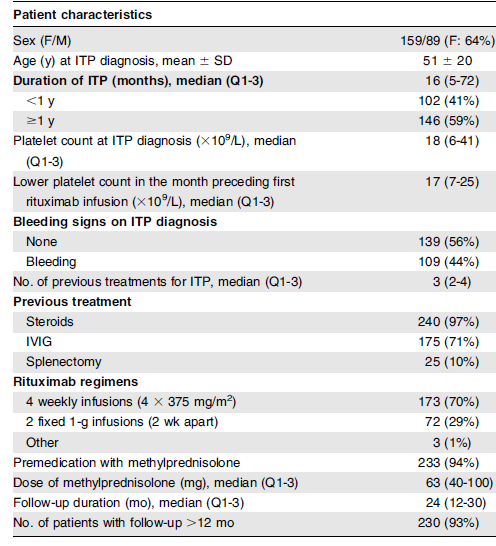 Patient characteristics
Sex (F/M) 159/89 (F: 64%)
Age (y) at ITP diagnosis, mean ± SD 51 ± 20
Duration of ITP (months), median (Q1-3) 16 (5-72)
<1 y 102 (41%)
≥1 y 146 (59%)
Platelet count at ITP diagnosis (×10⁹/L), median 18 (6-41)
(Q1-3)
Lower platelet count in the month preceding first 17 (7-25)
rituximab infusion (×10⁹/L), median (Q1-3)
Bleeding signs on ITP diagnosis
None 139 (56%)
Bleeding 109 (44%)
No. of previous treatments for ITP, median (Q1-3) 3 (2-4)
Previous treatment
Steroids 240 (97%)
IVIG 175 (71%)
Splenectomy 25 (10%)
Rituximab regimens
4 weekly infusions (4 × 375 mg/m²) 173 (70%)
2 fixed 1-g infusions (2 wk apart) 72 (29%)
Other 3 (1%)
Premedication with methylprednisolone 233 (94%)
Dose of methylprednisolone (mg), median (Q1-3) 63 (40-100)
Follow-up duration (mo), median (Q1-3) 24 (12-30)
No. of patients with follow-up >12 mo 230 (93%)